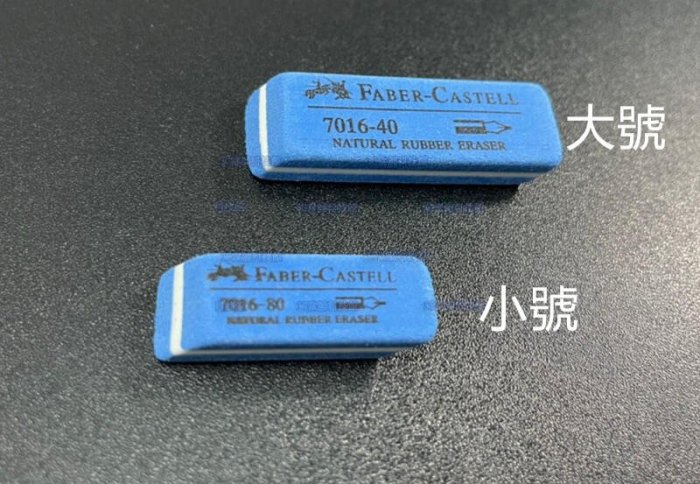 FABER-CASTELL
7016-40
NATURAL RUBBER ERASER
大號
FABER-CASTELL
7016-80
NATURAL RUBBER ERASER
小號